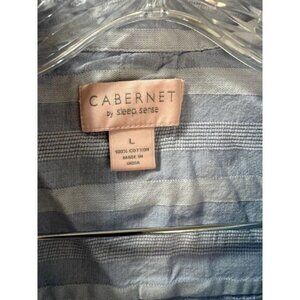 CABERNET
by sleep sense
L
100% COTTON
MADE IN
INDIA